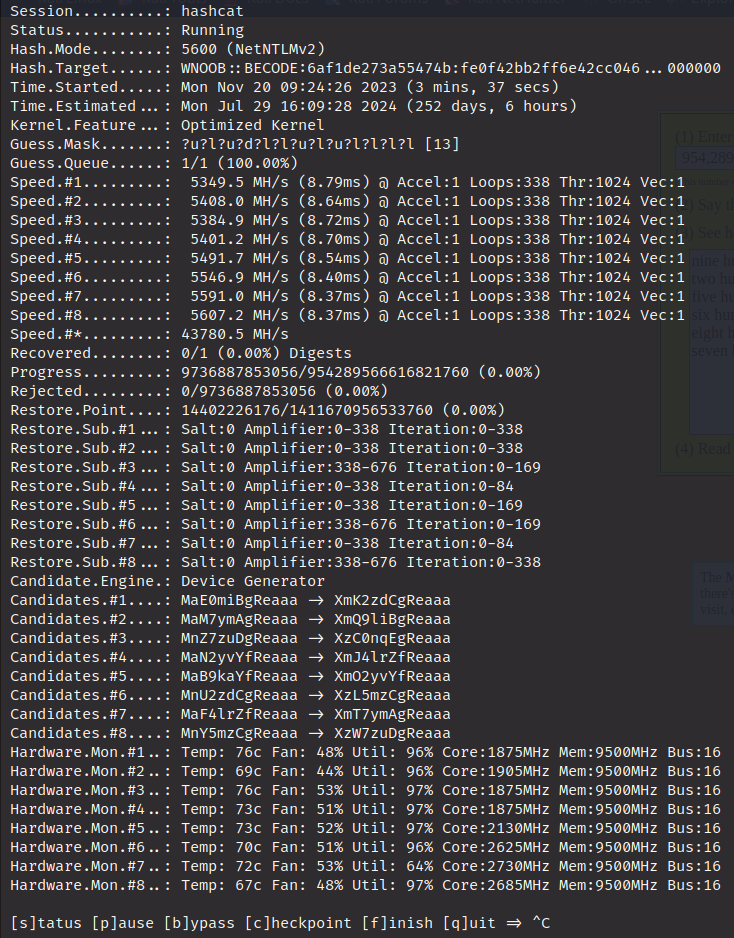 Session..........: hashcat
Status...........: Running
Hash.Mode........: 5600 (NetNTLMv2)
Hash.Target......: WNOOB::BECODE:6af1de273a55474b:fe0f42bb2ff6e42cc046...000000
Time.Started.....: Mon Nov 20 09:24:26 2023 (3 mins, 37 secs)
Time.Estimated...: Mon Jul 29 16:09:28 2024 (252 days, 6 hours)
Kernel.Feature...: Optimized Kernel
Guess.Mask.......: ?u?l?u?d?l?l?u?l?u?l?l?l?l [13]
Guess.Queue......: 1/1 (100.00%)
Speed.#1.........:  5349.5 MH/s (8.79ms) @ Accel:1 Loops:338 Thr:1024 Vec:1
Speed.#2.........:  5408.0 MH/s (8.64ms) @ Accel:1 Loops:338 Thr:1024 Vec:1
Speed.#3.........:  5384.9 MH/s (8.72ms) @ Accel:1 Loops:338 Thr:1024 Vec:1
Speed.#4.........:  5401.2 MH/s (8.70ms) @ Accel:1 Loops:338 Thr:1024 Vec:1
Speed.#5.........:  5491.7 MH/s (8.54ms) @ Accel:1 Loops:338 Thr:1024 Vec:1
Speed.#6.........:  5546.9 MH/s (8.40ms) @ Accel:1 Loops:338 Thr:1024 Vec:1
Speed.#7.........:  5591.0 MH/s (8.37ms) @ Accel:1 Loops:338 Thr:1024 Vec:1
Speed.#8.........:  5607.2 MH/s (8.37ms) @ Accel:1 Loops:338 Thr:1024 Vec:1
Speed.#*.........: 43780.5 MH/s
Recovered........: 0/1 (0.00%) Digests
Progress.........: 9736887853056/954289566616821760 (0.00%)
Rejected.........: 0/9736887853056 (0.00%)
Restore.Point....: 14402226176/1411670956533760 (0.00%)
Restore.Sub.#1...: Salt:0 Amplifier:0-338 Iteration:0-338
Restore.Sub.#2...: Salt:0 Amplifier:0-338 Iteration:0-338
Restore.Sub.#3...: Salt:0 Amplifier:338-676 Iteration:0-169
Restore.Sub.#4...: Salt:0 Amplifier:0-338 Iteration:0-84
Restore.Sub.#5...: Salt:0 Amplifier:0-338 Iteration:0-169
Restore.Sub.#6...: Salt:0 Amplifier:338-676 Iteration:0-169
Restore.Sub.#7...: Salt:0 Amplifier:0-338 Iteration:0-84
Restore.Sub.#8...: Salt:0 Amplifier:338-676 Iteration:0-338
Candidate.Engine.: Device Generator
Candidates.#1....: MaE0miBgReaaa -> XmK2zdCgReaaa
Candidates.#2....: MaM7ymAgReaaa -> XmQ9liBgReaaa
Candidates.#3....: MnZ7zuDgReaaa -> XzC0nqEgReaaa
Candidates.#4....: MaN2yvYfReaaa -> XmJ4lrZfReaaa
Candidates.#5....: MaB9kaYfReaaa -> XmO2yvYfReaaa
Candidates.#6....: MnU2zdCgReaaa -> XzL5mzCgReaaa
Candidates.#7....: MaF4lrZfReaaa -> XmT7ymAgReaaa
Candidates.#8....: MnY5mzCgReaaa -> XzW7zuDgReaaa
Hardware.Mon.#1..: Temp: 76c Fan: 48% Util: 96% Core:1875MHz Mem:9500MHz Bus:16
Hardware.Mon.#2..: Temp: 69c Fan: 44% Util: 96% Core:1905MHz Mem:9500MHz Bus:16
Hardware.Mon.#3..: Temp: 76c Fan: 53% Util: 97% Core:1875MHz Mem:9500MHz Bus:16
Hardware.Mon.#4..: Temp: 73c Fan: 51% Util: 97% Core:1875MHz Mem:9500MHz Bus:16
Hardware.Mon.#5..: Temp: 73c Fan: 52% Util: 97% Core:2130MHz Mem:9500MHz Bus:16
Hardware.Mon.#6..: Temp: 70c Fan: 51% Util: 96% Core:2625MHz Mem:9500MHz Bus:16
Hardware.Mon.#7..: Temp: 72c Fan: 53% Util: 64% Core:2730MHz Mem:9500MHz Bus:16
Hardware.Mon.#8..: Temp: 67c Fan: 48% Util: 97% Core:2685MHz Mem:9500MHz Bus:16
[s]tatus [p]ause [b]ypass [c]heckpoint [f]inish [q]uit => ^C